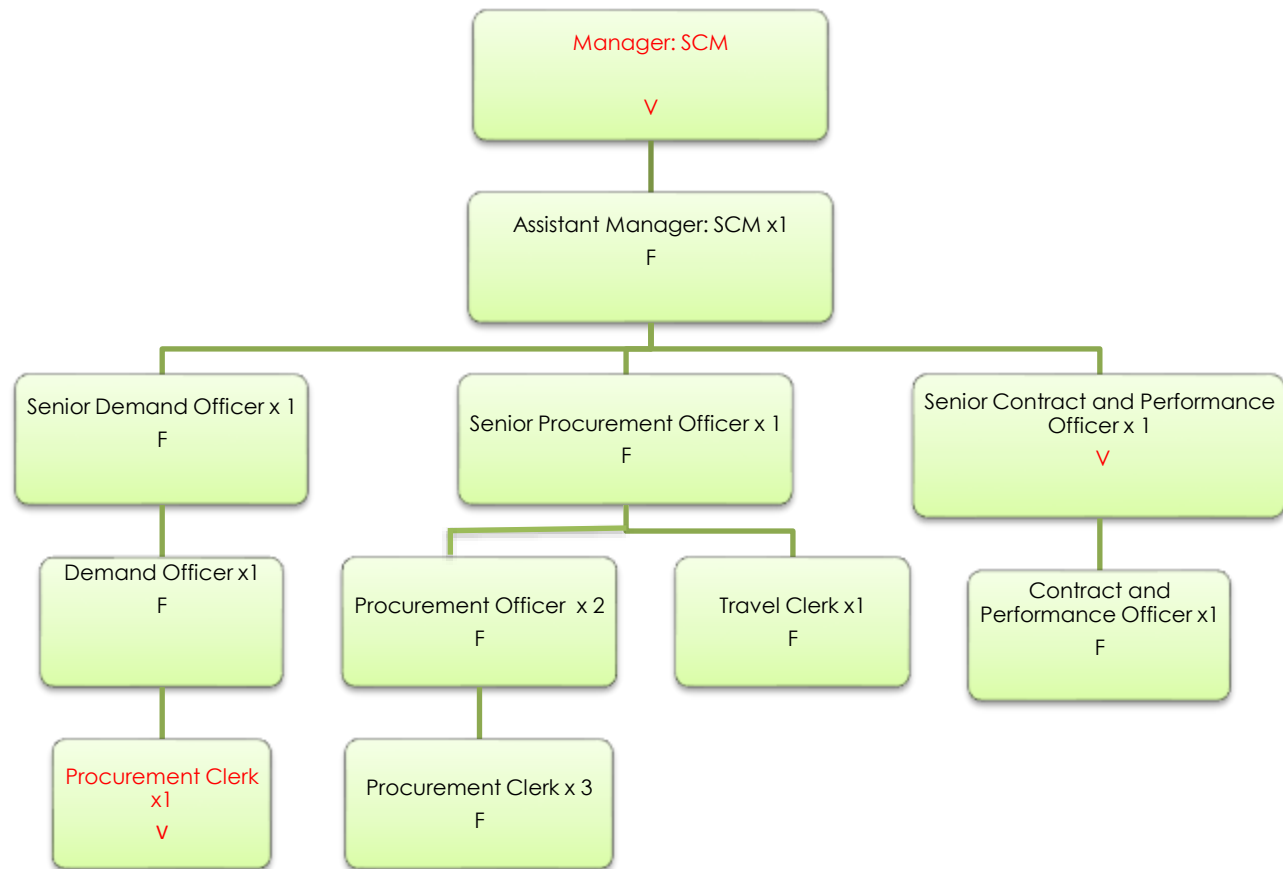 Manager: SCM
V
Assistant Manager: SCM x1
F
Senior Demand Officer x 1
F
Senior Procurement Officer x 1
F
Senior Contract and Performance
Officer x 1
V
Demand Officer x1
F
Procurement Officer x 2
F
Travel Clerk x1
F
Contract and
Performance Officer x1
F
Procurement Clerk
x1
V
Procurement Clerk x 3
F